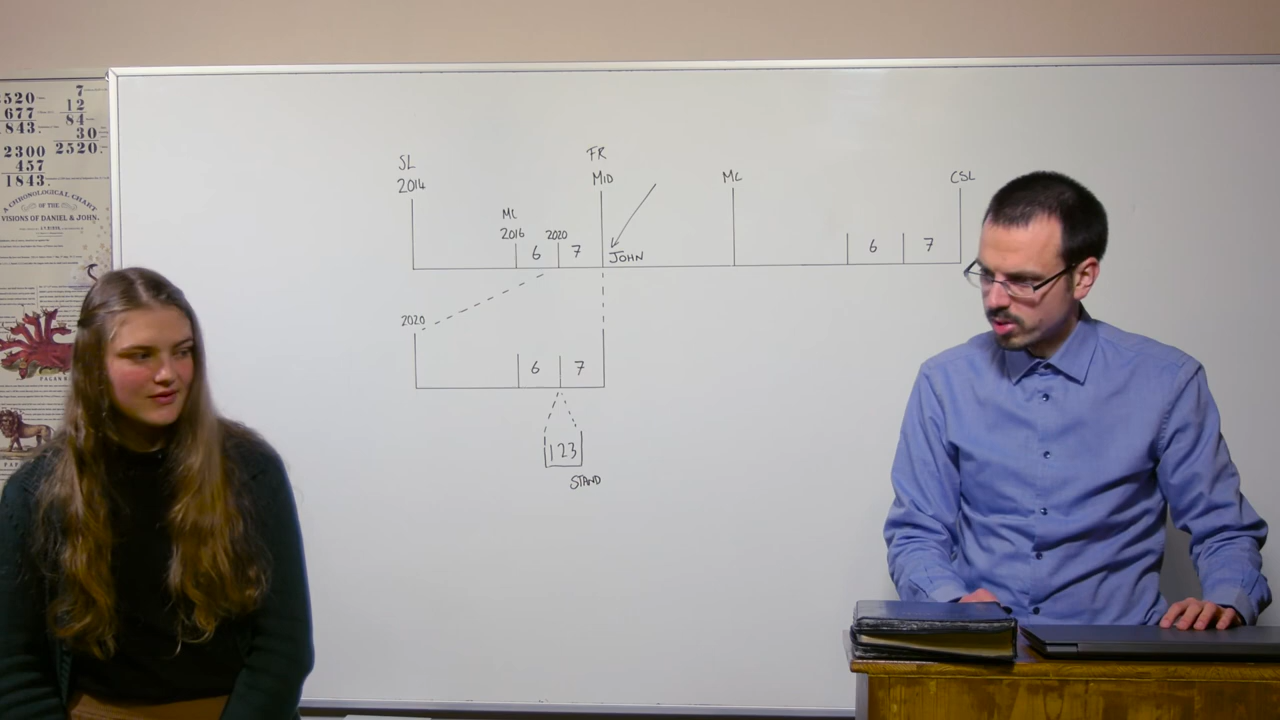 2520
677
1843.
2300
457
1843.
7
12
84
30
2520.
A CHRONOLOGICAL CHART
OF THE
VISIONS OF DANIEL & JOHN.
SL
2014
ML
2016
6
2020
7
FR
MID
JOHN
ML
6
7
CSL
2020
6
7
123
STAND